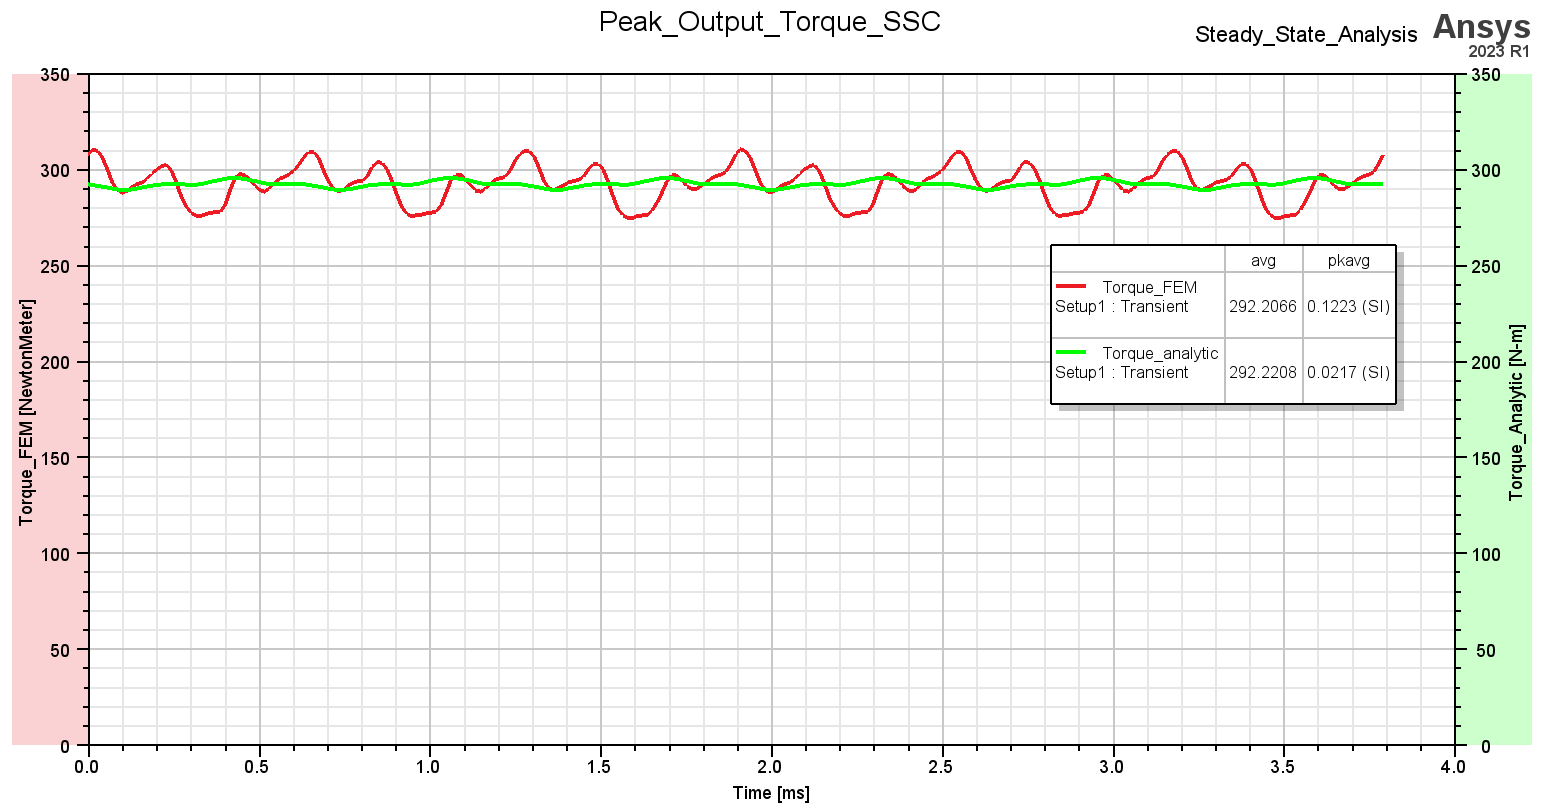 Peak_Output_Torque_SSC
Steady_State_Analysis
Ansys
2023 R1
350
300
250
200
150
100
50
0
Torque_FEM [NewtonMeter]
350
300
250
200
150
100
50
0
Torque_Analytic [N-m]
avg pkavg
Torque_FEM
Setup1 : Transient 292.2066 0.1223 (SI)
Torque_analytic
Setup1 : Transient 292.2208 0.0217 (SI)
0.0 0.5 1.0 1.5 2.0 2.5 3.0 3.5 4.0
Time [ms]